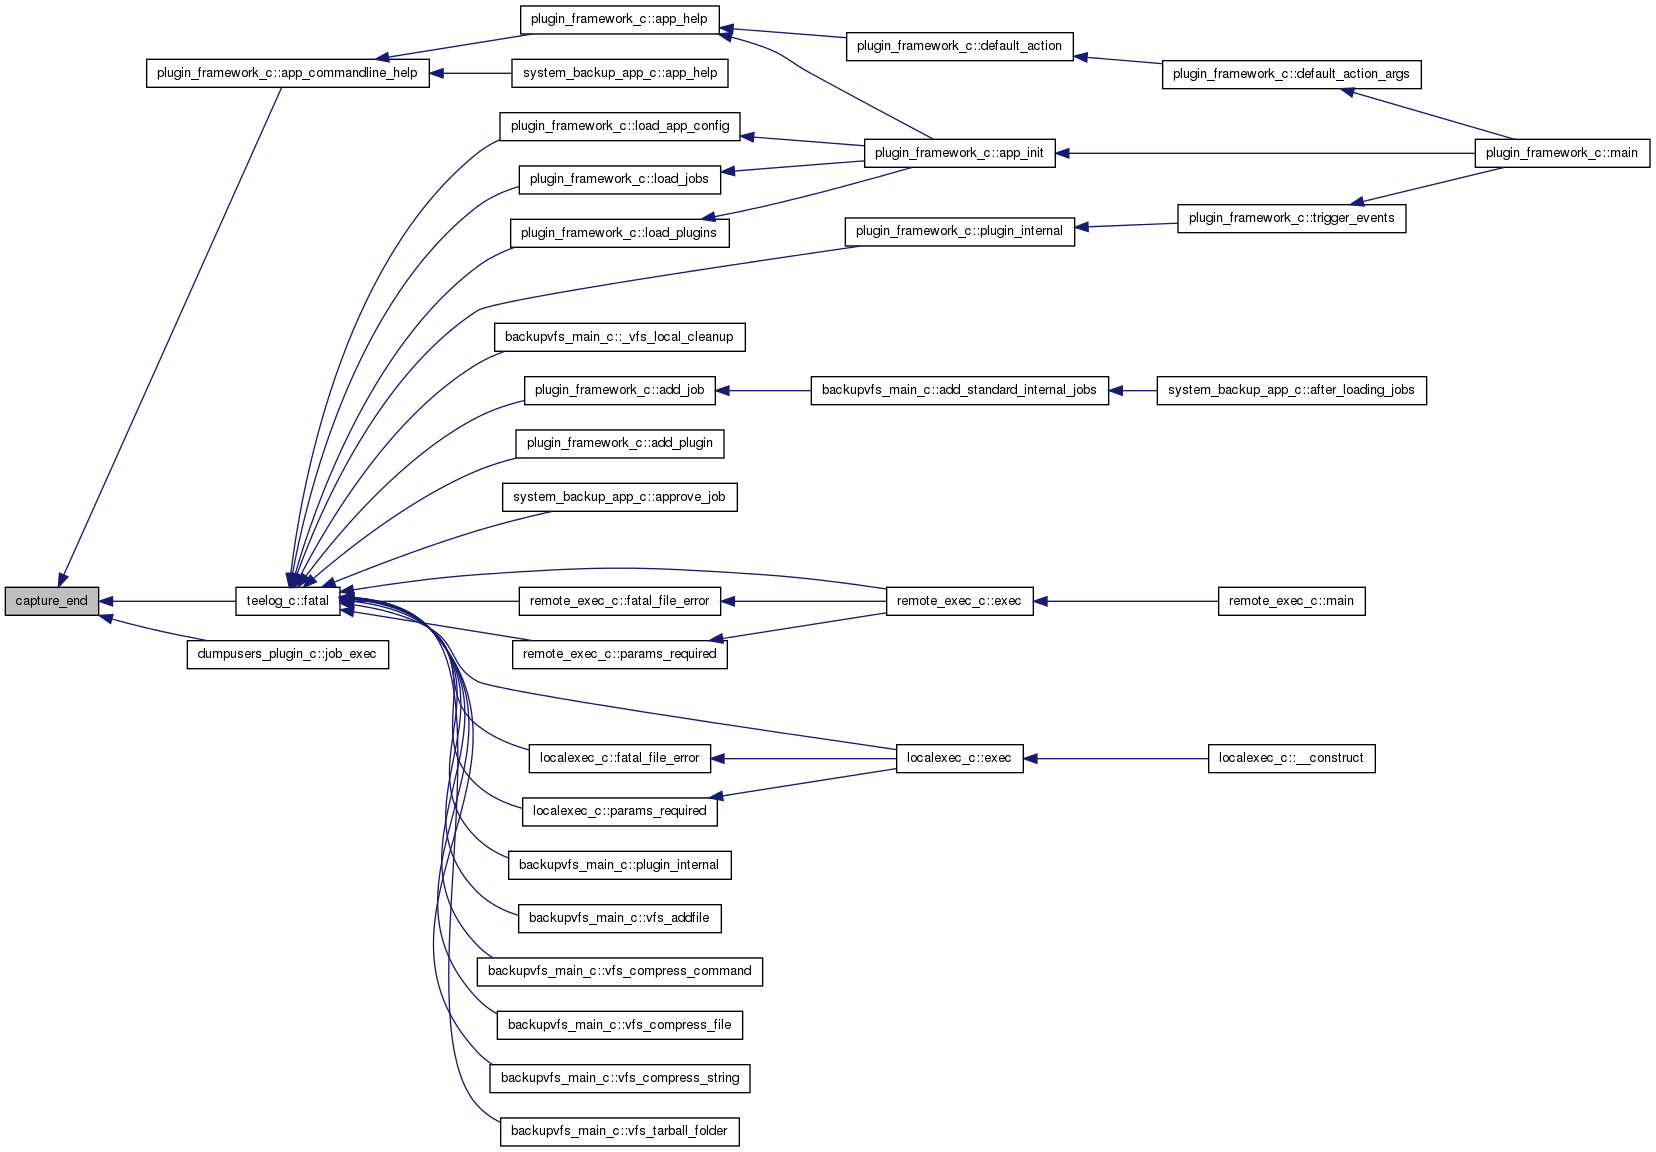 plugin_framework_c::app_help
plugin_framework_c::default_action
plugin_framework_c::app_commandline_help
system_backup_app_c::app_help
plugin_framework_c::default_action_args
plugin_framework_c::load_app_config
plugin_framework_c::app_init
plugin_framework_c::main
plugin_framework_c::load_jobs
plugin_framework_c::trigger_events
plugin_framework_c::load_plugins
plugin_framework_c::plugin_internal
backupvfs_main_c::_vfs_local_cleanup
plugin_framework_c::add_job
backupvfs_main_c::add_standard_internal_jobs
system_backup_app_c::after_loading_jobs
plugin_framework_c::add_plugin
system_backup_app_c::approve_job
capture_end
teelog_c::fatal
remote_exec_c::fatal_file_error
remote_exec_c::exec
remote_exec_c::main
dumpusers_plugin_c::job_exec
remote_exec_c::params_required
localexec_c::fatal_file_error
localexec_c::exec
localexec_c::__construct
localexec_c::params_required
backupvfs_main_c::plugin_internal
backupvfs_main_c::vfs_addfile
backupvfs_main_c::vfs_compress_command
backupvfs_main_c::vfs_compress_file
backupvfs_main_c::vfs_compress_string
backupvfs_main_c::vfs_tarball_folder